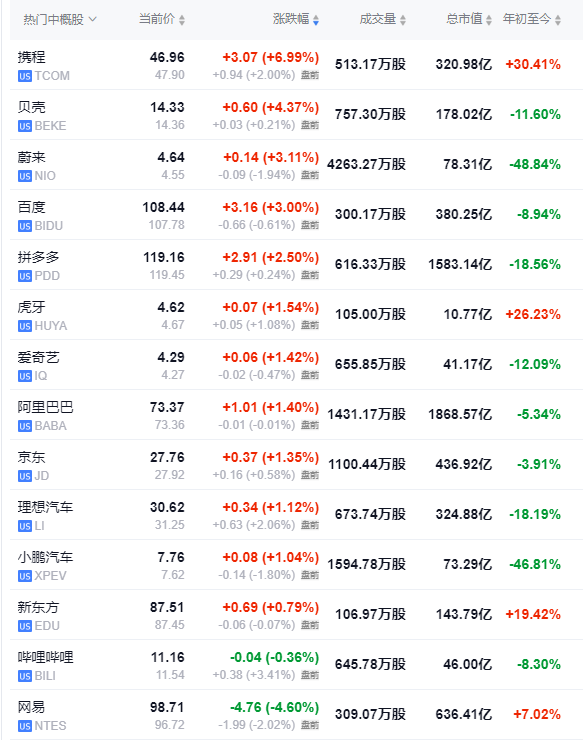 热门中概股 当前价 涨跌幅 成交量 总市值 年初至今
携程 46.96 +3.07 (+6.99%) 513.17万股 320.98亿 +30.41%
US TCOM 47.90 +0.94 (+2.00%) 盘前
贝壳 14.33 +0.60 (+4.37%) 757.30万股 178.02亿 -11.60%
US BEKE 14.36 +0.03 (+0.21%) 盘前
蔚来 4.64 +0.14 (+3.11%) 4263.27万股 78.31亿 -48.84%
US NIO 4.55 -0.09 (-1.94%) 盘前
百度 108.44 +3.16 (+3.00%) 300.17万股 380.25亿 -8.94%
US BIDU 107.78 -0.66 (-0.61%) 盘前
拼多多 119.16 +2.91 (+2.50%) 616.33万股 1583.14亿 -18.56%
US PDD 119.45 +0.29 (+0.24%) 盘前
虎牙 4.62 +0.07 (+1.54%) 105.00万股 10.77亿 +26.23%
US HUYA 4.67 +0.05 (+1.08%) 盘前
爱奇艺 4.29 +0.06 (+1.42%) 655.85万股 41.17亿 -12.09%
US IQ 4.27 -0.02 (-0.47%) 盘前
阿里巴巴 73.37 +1.01 (+1.40%) 1431.17万股 1868.57亿 -5.34%
US BABA 73.36 -0.01 (-0.01%) 盘前
京东 27.76 +0.37 (+1.35%) 1100.44万股 436.92亿 -3.91%
US JD 27.92 +0.16 (+0.58%) 盘前
理想汽车 30.62 +0.34 (+1.12%) 673.74万股 324.88亿 -18.19%
US LI 31.25 +0.63 (+2.06%) 盘前
小鹏汽车 7.76 +0.08 (+1.04%) 1594.78万股 73.29亿 -46.81%
US XPEV 7.62 -0.14 (-1.80%) 盘前
新东方 87.51 +0.69 (+0.79%) 106.97万股 143.79亿 +19.42%
US EDU 87.45 -0.06 (-0.07%) 盘前
哔哩哔哩 11.16 -0.04 (-0.36%) 645.78万股 46.00亿 -8.30%
US BILI 11.54 +0.38 (+3.41%) 盘前
网易 98.71 -4.76 (-4.60%) 309.07万股 636.41亿 +7.02%
US NTES 96.72 -1.99 (-2.02%) 盘前